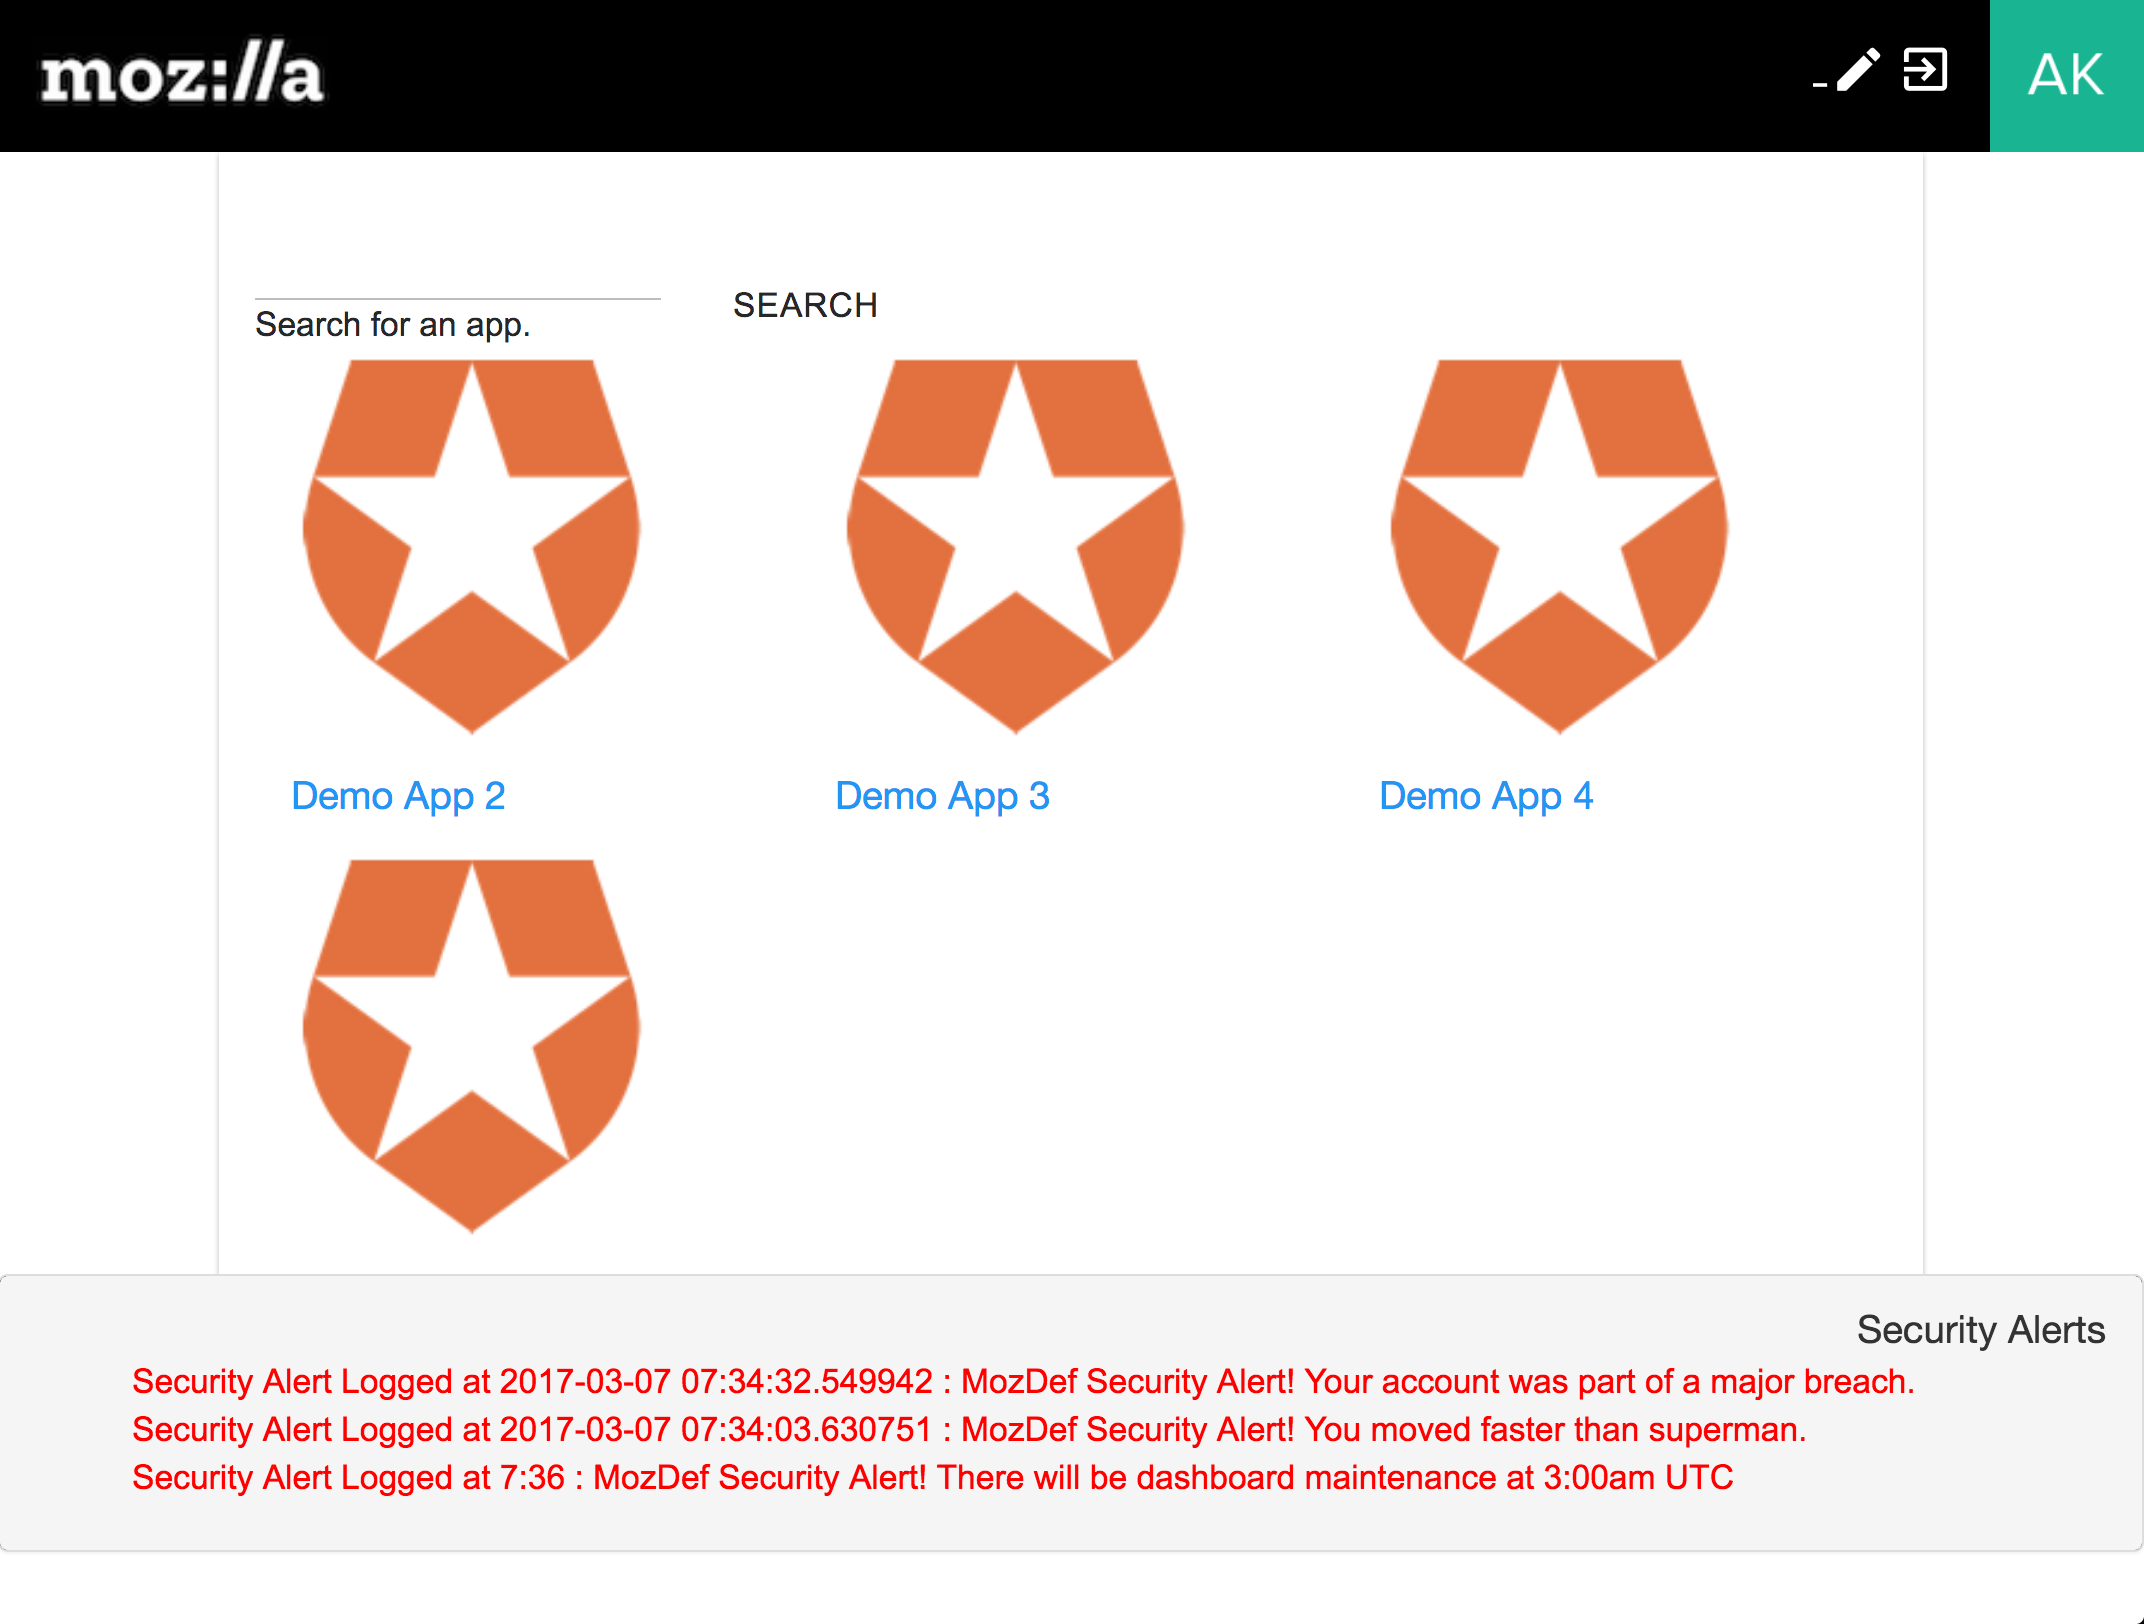 moz://a
AK
SEARCH
Search for an app.
Demo App 2
Demo App 3
Demo App 4
Security Alerts
Security Alert Logged at 2017-03-07 07:34:32.549942 : MozDef Security Alert! Your account was part of a major breach.
Security Alert Logged at 2017-03-07 07:34:03.630751 : MozDef Security Alert! You moved faster than superman.
Security Alert Logged at 7:36 : MozDef Security Alert! There will be dashboard maintenance at 3:00am UTC